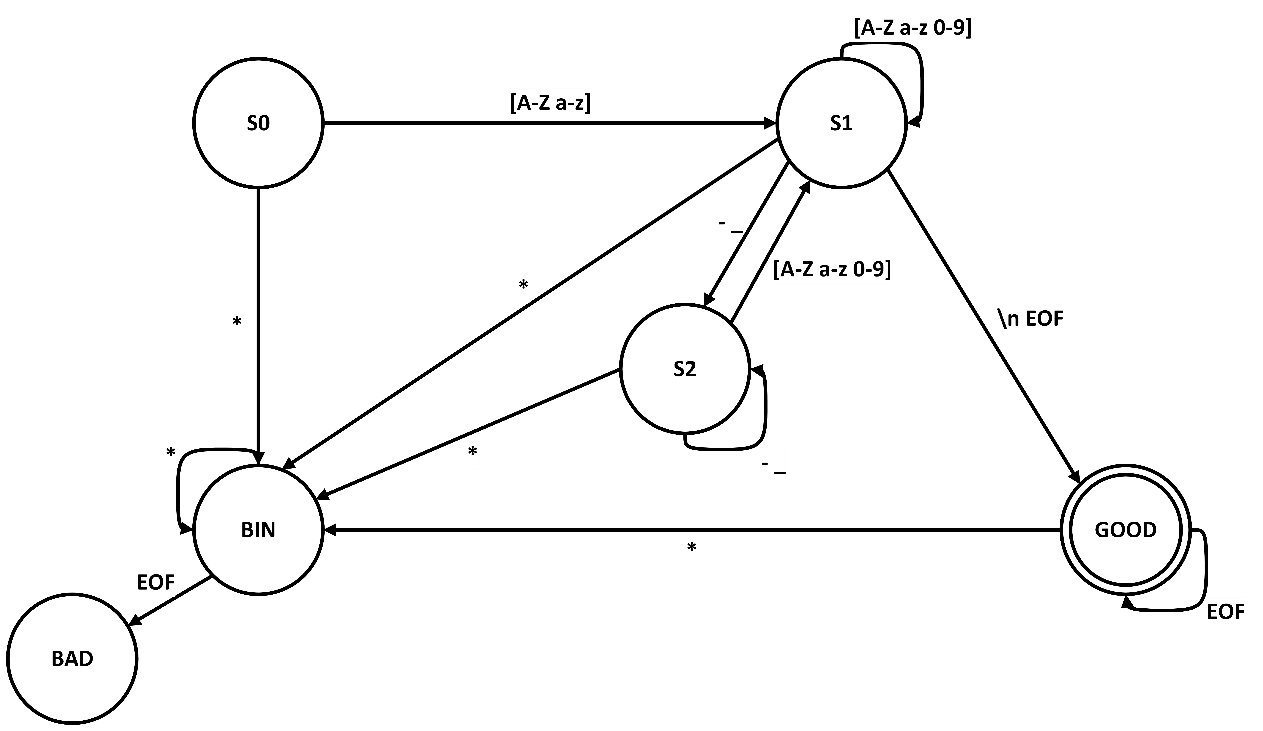 [A-Z a-z 0-9]
[A-Z a-z]
S0
S1
- _
[A-Z a-z 0-9]
*
*
\n EOF
S2
*
*
- _
BIN
GOOD
*
EOF
EOF
BAD